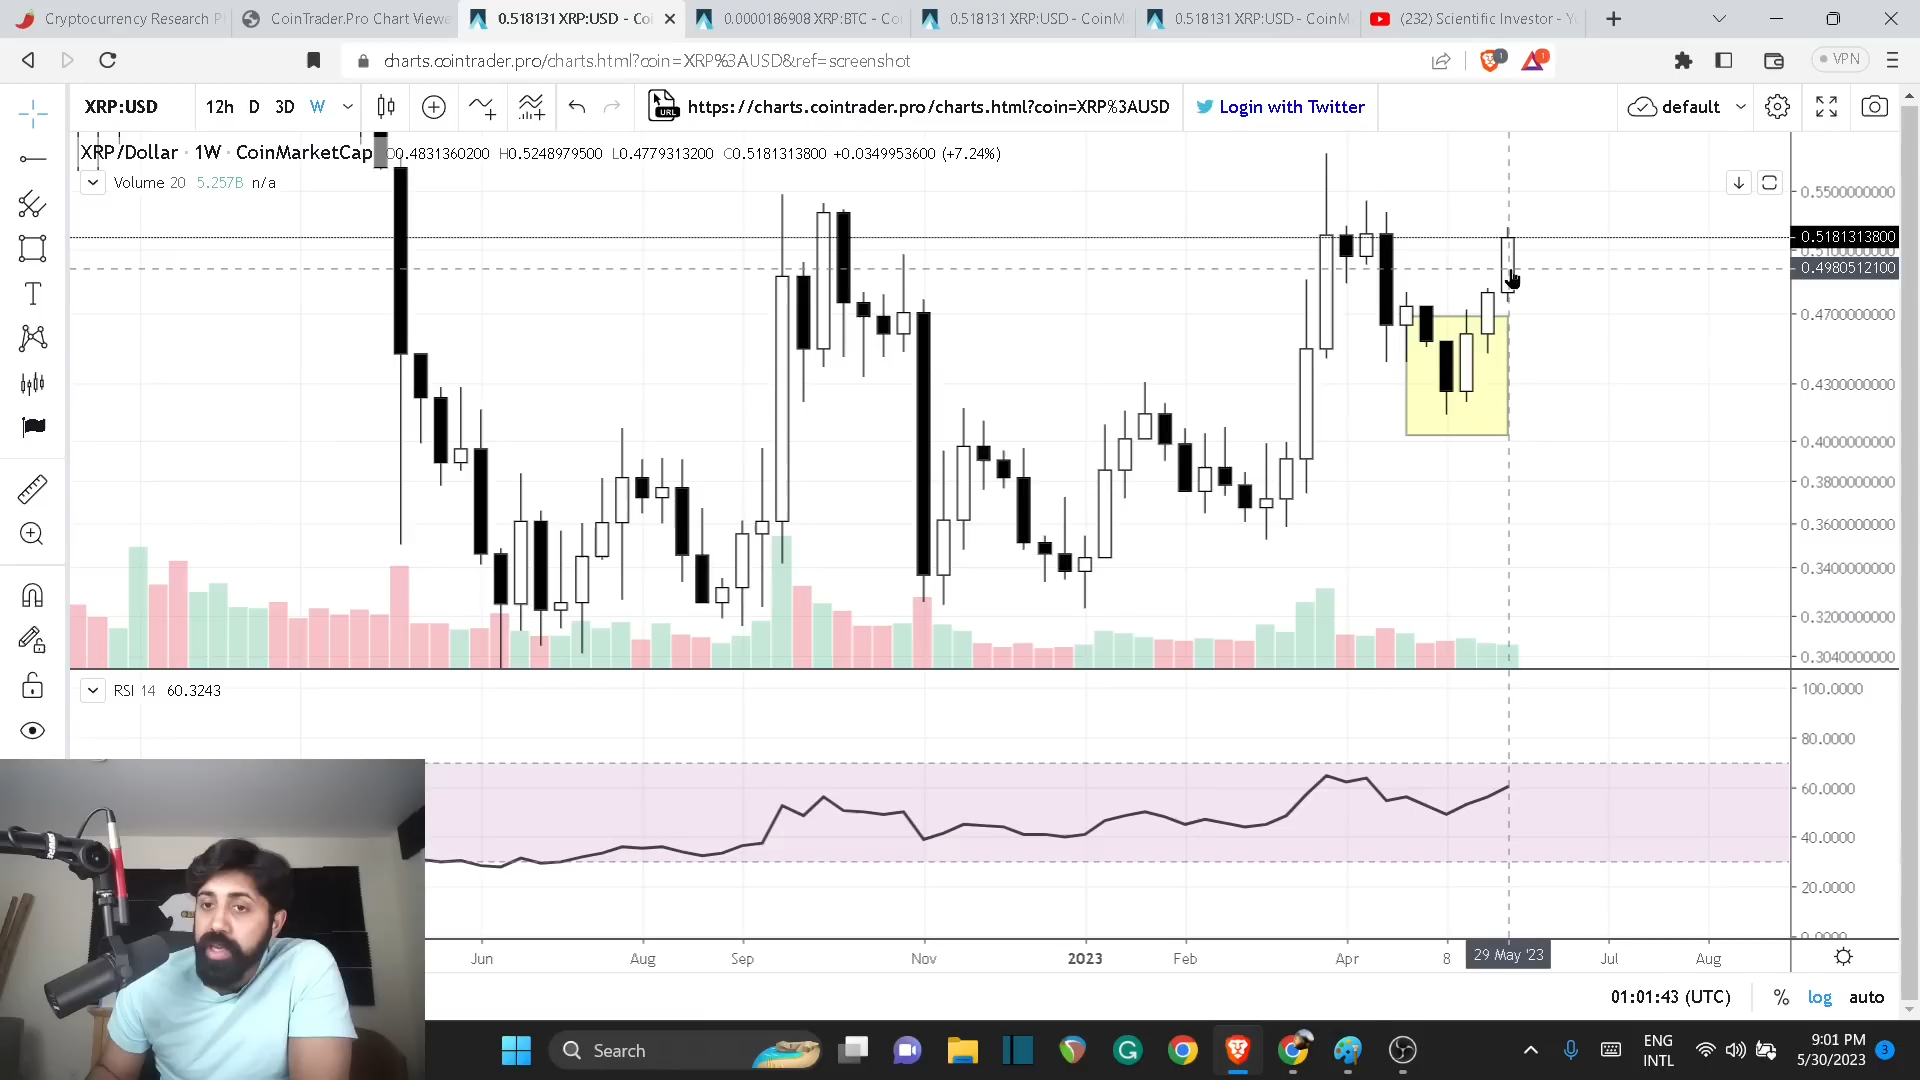 Cryptocurrency Research P
CoinTrader.Pro Chart Viewe
0.518131 XRP:USD - Co
0.0000186908 XRP:BTC - Co
0.518131 XRP:USD - CoinM
0.518131 XRP:USD - CoinM
(232) Scientific Investor - Y
charts.cointrader.pro/charts.html?coin=XRP%3AUSD&ref=screenshot
1
1
VPN
XRP:USD
12h D 3D W
URL
https://charts.cointrader.pro/charts.html?coin=XRP%3AUSD
Login with Twitter
default
XRP/Dollar · 1W · CoinMarketCap
O0.4831360200 H0.5248979500 L0.4779313200 C0.5181313800 +0.0349953600 (+7.24%)
Volume 20 5.257B n/a
0.5500000000
0.5181313800
0.4980512100
0.4700000000
0.4300000000
0.4000000000
0.3800000000
0.3600000000
0.3400000000
0.3200000000
0.3040000000
RSI 14 60.3243
100.0000
80.0000
60.0000
40.0000
20.0000
0.0000
Jun Aug Sep Nov 2023 Feb Apr 8 29 May '23 Jul Aug
01:01:43 (UTC) % log auto
Search
ENG
INTL
9:01 PM
5/30/2023
3